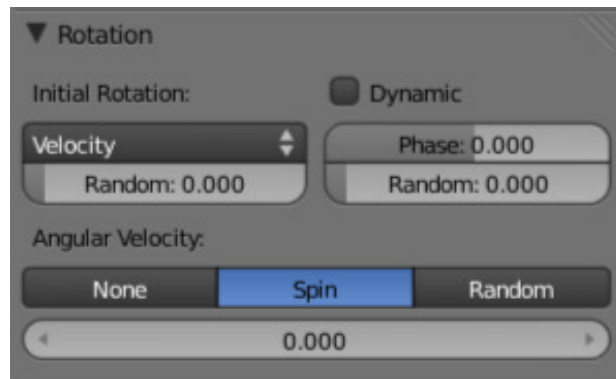 Rotation
Initial Rotation:
Dynamic
Velocity
Phase: 0.000
Random: 0.000
Random: 0.000
Angular Velocity:
None Spin Random
0.000